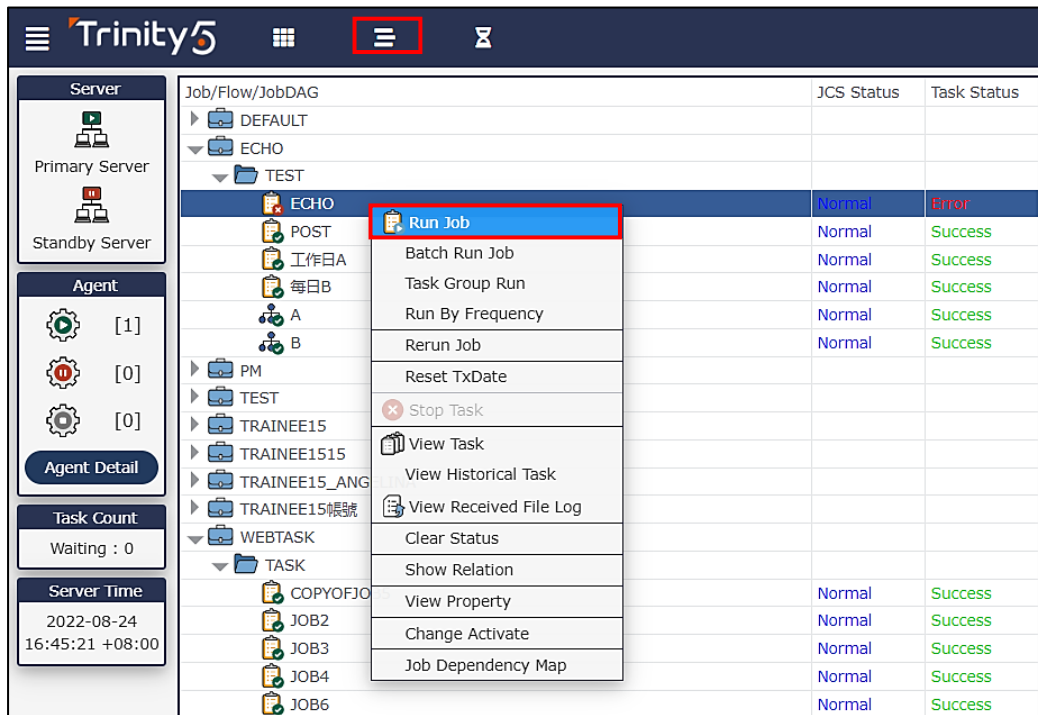 Trinity5
Server
Primary Server
Standby Server
Agent
[1]
[0]
[0]
Agent Detail
Task Count
Waiting : 0
Server Time
2022-08-24
16:45:21 +08:00
Job/Flow/JobDAG JCS Status Task Status
DEFAULT
ECHO
TEST
ECHO Normal Error
POST Normal Success
工作日A Normal Success
每日B Normal Success
A Normal Success
B Normal Success
PM
TEST
TRAINEE15
TRAINEE1515
TRAINEE15_ANG
TRAINEE15帳號
WEBTASK
TASK
COPYOFJO Normal Success
JOB2 Normal Success
JOB3 Normal Success
JOB4 Normal Success
JOB6 Normal Success
Run Job
Batch Run Job
Task Group Run
Run By Frequency
Rerun Job
Reset TxDate
Stop Task
View Task
View Historical Task
View Received File Log
Clear Status
Show Relation
View Property
Change Activate
Job Dependency Map